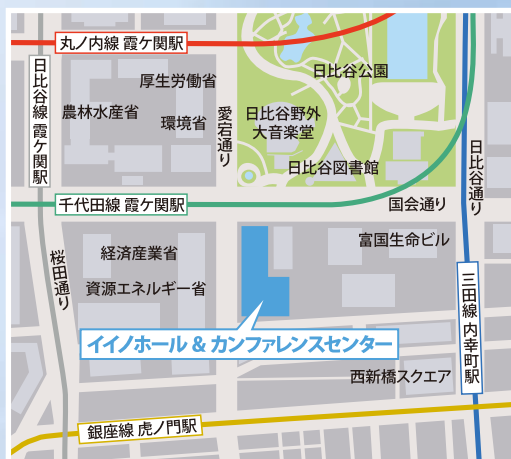 丸ノ内線 霞ケ関駅
日比谷線 霞ケ関駅
厚生労働省
農林水産省
環境省
愛宕通り
日比谷公園
日比谷野外
大音楽堂
日比谷図書館
日比谷通り
千代田線 霞ケ関駅
国会通り
桜田通り
経済産業省
資源エネルギー省
富国生命ビル
三田線 内幸町駅
イイノホール & カンファレンスセンター
西新橋スクエア
銀座線 虎ノ門駅